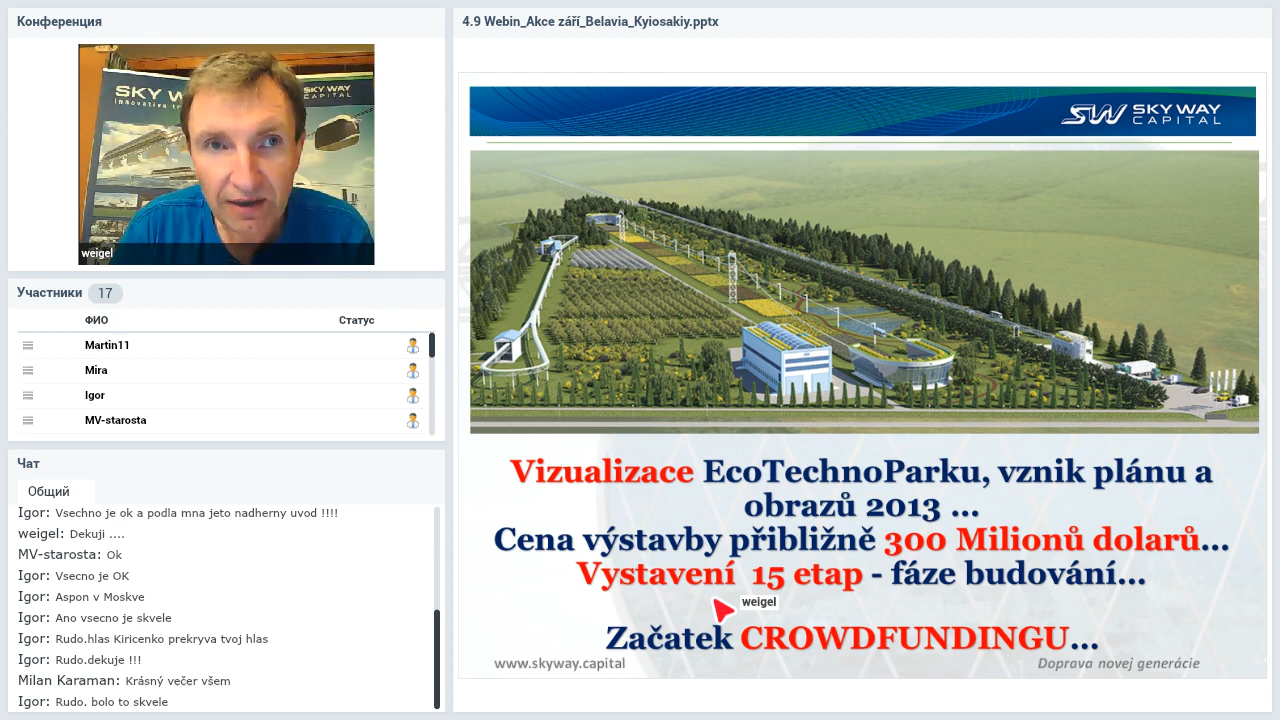 Конференция
SKY W
SKY WAY
CAPITAL
weigel
Участники 17
ФИО Статус
Martin11
Mira
Igor
MV-starosta
Чат
Общий
Igor: Vsechno je ok a podla mna jeto nadherny uvod !!!!
weigel: Dekuji ....
MV-starosta: Ok
Igor: Vsecno je OK
Igor: Aspon v Moskve
Igor: Ano vsecno je skvele
Igor: Rudo.hlas Kiricenko prekryva tvoj hlas
Igor: Rudo.dekuje !!!
Milan Karaman: Krásný večer všem
Igor: Rudo. bolo to skvele
4.9 Webin_Akce září_Belavia_Kyiosakiy.pptx
SW SKY WAY
CAPITAL
Vizualizace EcoTechnoParku, vznik plánu a
obrazů 2013 ...
Cena výstavby přibližně 300 Milionů dolarů...
Vystavení 15 etap - fáze budování...
weigel
Začatek CROWDFUNDINGU...
www.skyway.capital
Doprava novej generácie